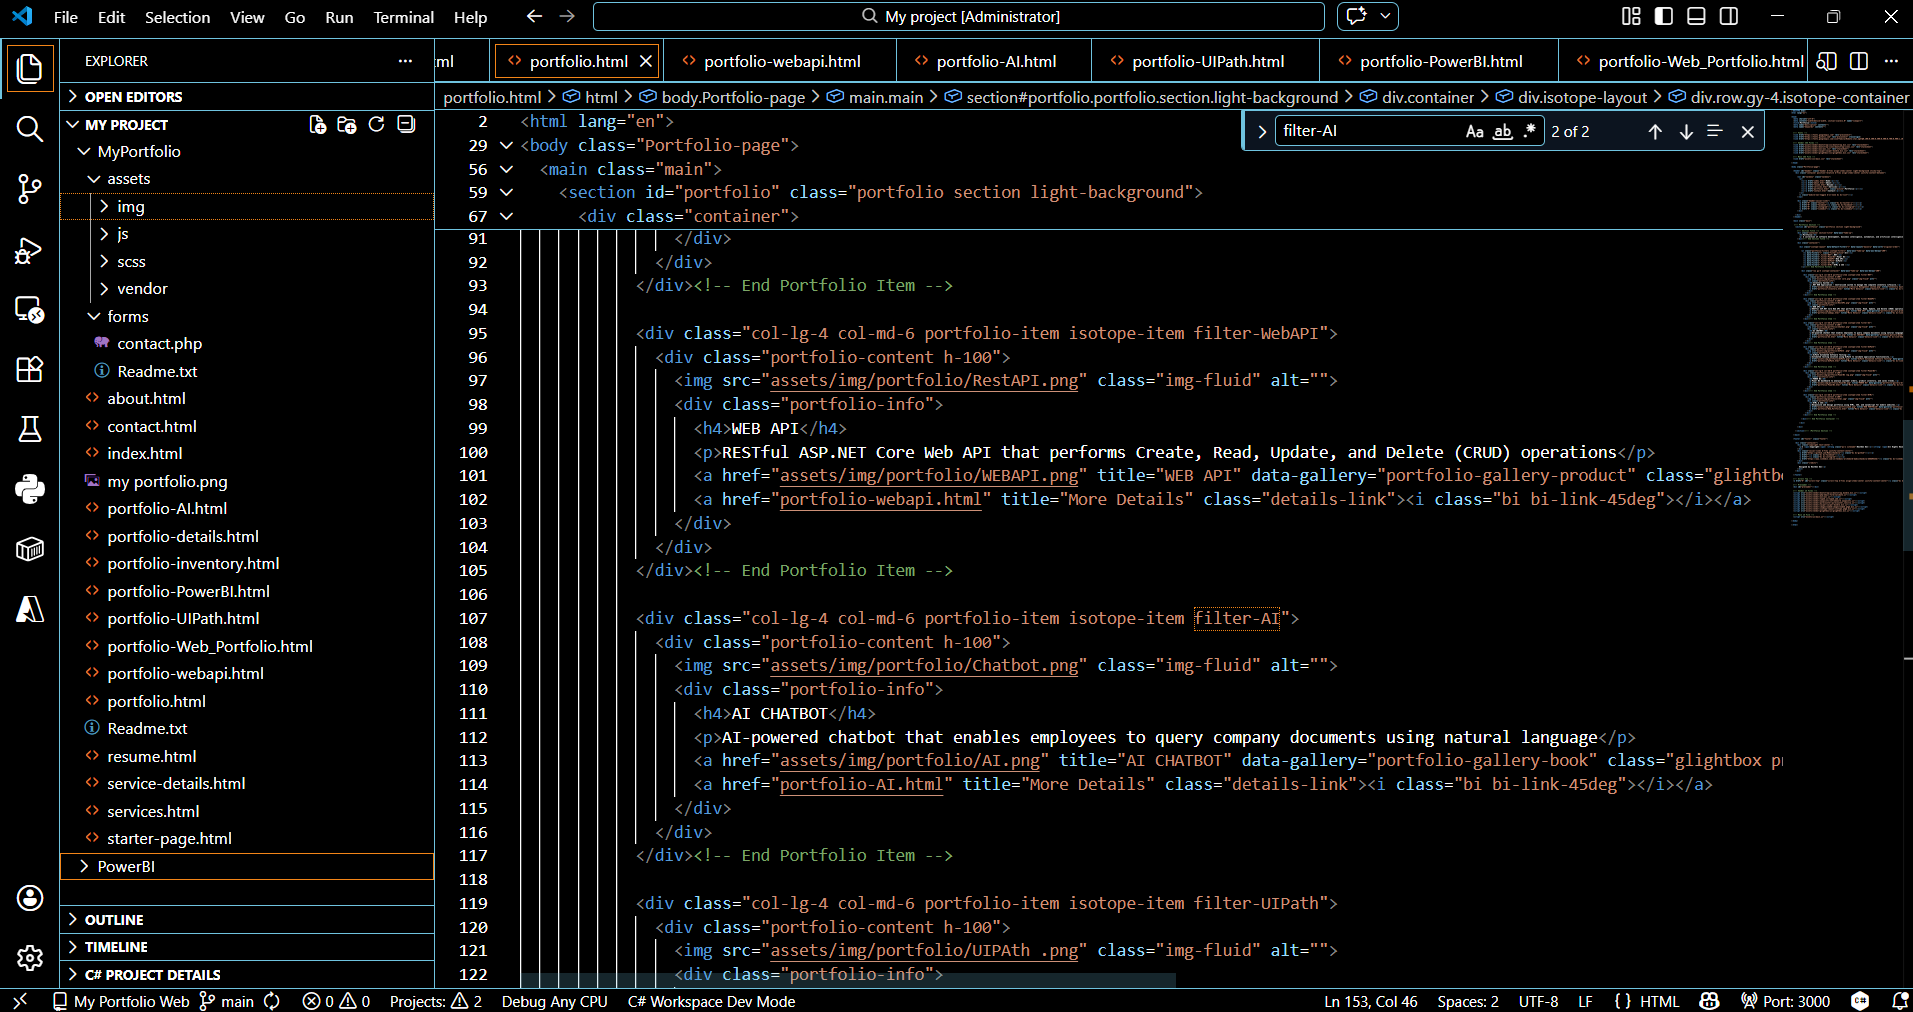 File Edit Selection View Go Run Terminal Help
My project [Administrator]
EXPLORER
OPEN EDITORS
MY PROJECT
MyPortfolio
assets
img
js
scss
vendor
forms
contact.php
Readme.txt
about.html
contact.html
index.html
my portfolio.png
portfolio-AI.html
portfolio-details.html
portfolio-inventory.html
portfolio-PowerBI.html
portfolio-UIPath.html
portfolio-Web_Portfolio.html
portfolio-webapi.html
portfolio.html
Readme.txt
resume.html
service-details.html
services.html
starter-page.html
PowerBI
OUTLINE
TIMELINE
C# PROJECT DETAILS
ml portfolio.html portfolio-webapi.html portfolio-AI.html portfolio-UIPath.html portfolio-PowerBI.html portfolio-Web_Portfolio.html
portfolio.html > html > body.Portfolio-page > main.main > section#portfolio.portfolio.section.light-background > div.container > div.isotope-layout > div.row.gy-4.isotope-container
filter-AI Aa ab .* 2 of 2
2 <html lang="en">
29 <body class="Portfolio-page">
56 <main class="main">
59 <section id="portfolio" class="portfolio section light-background">
67 <div class="container">
91 </div>
92 </div>
93 </div><!-- End Portfolio Item -->
94
95 <div class="col-lg-4 col-md-6 portfolio-item isotope-item filter-WebAPI">
96 <div class="portfolio-content h-100">
97 <img src="assets/img/portfolio/RestAPI.png" class="img-fluid" alt="">
98 <div class="portfolio-info">
99 <h4>WEB API</h4>
100 <p>RESTful ASP.NET Core Web API that performs Create, Read, Update, and Delete (CRUD) operations</p>
101 <a href="assets/img/portfolio/WEBAPI.png" title="WEB API" data-gallery="portfolio-gallery-product" class="glightbo
102 <a href="portfolio-webapi.html" title="More Details" class="details-link"><i class="bi bi-link-45deg"></i></a>
103 </div>
104 </div>
105 </div><!-- End Portfolio Item -->
106
107 <div class="col-lg-4 col-md-6 portfolio-item isotope-item filter-AI">
108 <div class="portfolio-content h-100">
109 <img src="assets/img/portfolio/Chatbot.png" class="img-fluid" alt="">
110 <div class="portfolio-info">
111 <h4>AI CHATBOT</h4>
112 <p>AI-powered chatbot that enables employees to query company documents using natural language</p>
113 <a href="assets/img/portfolio/AI.png" title="AI CHATBOT" data-gallery="portfolio-gallery-book" class="glightbox pr
114 <a href="portfolio-AI.html" title="More Details" class="details-link"><i class="bi bi-link-45deg"></i></a>
115 </div>
116 </div>
117 </div><!-- End Portfolio Item -->
118
119 <div class="col-lg-4 col-md-6 portfolio-item isotope-item filter-UIPath">
120 <div class="portfolio-content h-100">
121 <img src="assets/img/portfolio/UIPAth .png" class="img-fluid" alt="">
122 <div class="portfolio-info">
My Portfolio Web main 0 0 Projects: 2 Debug Any CPU C# Workspace Dev Mode Ln 153, Col 46 Spaces: 2 UTF-8 LF { } HTML Port: 3000